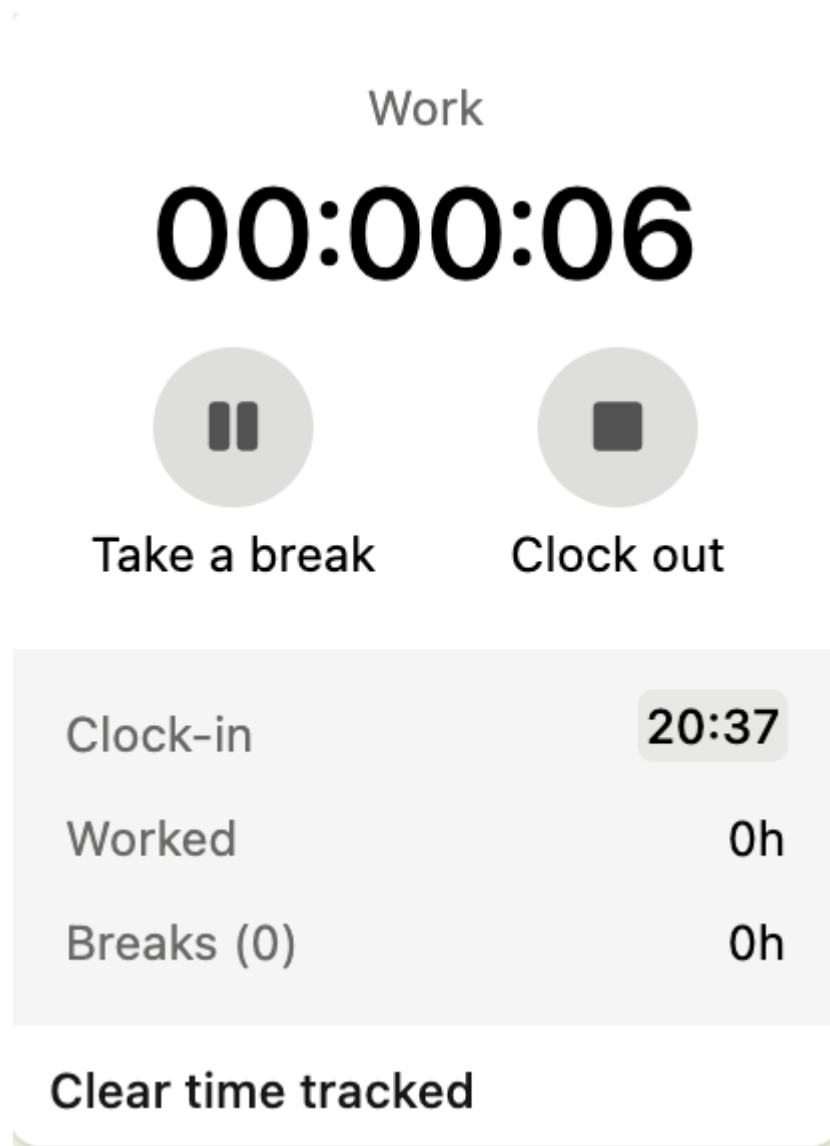 Work
00:00:06
Take a break
Clock out
Clock-in 20:37
Worked 0h
Breaks (0) 0h
Clear time tracked